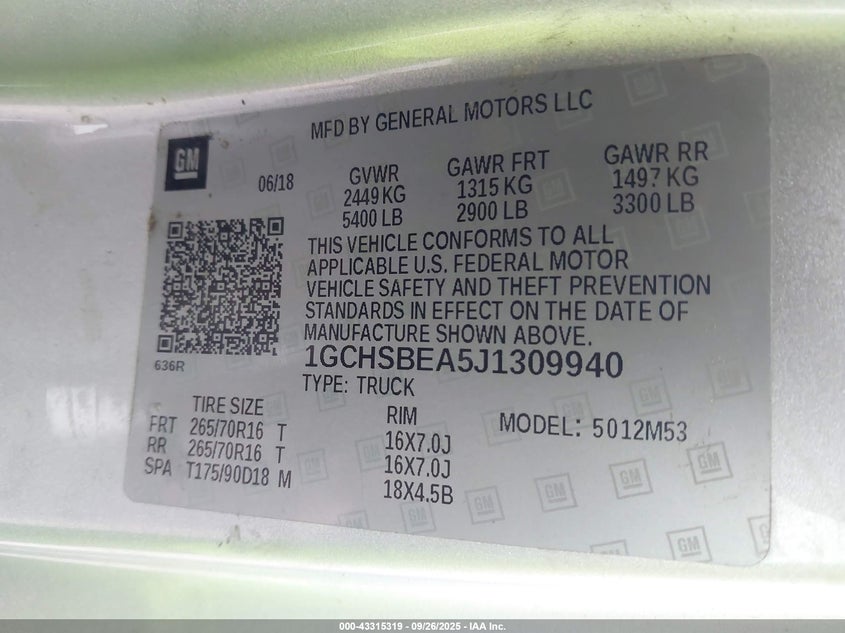 MFD BY GENERAL MOTORS LLC
GM
06/18
GVWR GAWR FRT GAWR RR
2449 KG 1315 KG 1497 KG
5400 LB 2900 LB 3300 LB
THIS VEHICLE CONFORMS TO ALL
APPLICABLE U.S. FEDERAL MOTOR
VEHICLE SAFETY AND THEFT PREVENTION
STANDARDS IN EFFECT ON THE DATE OF
MANUFACTURE SHOWN ABOVE.
636R
1GCHSBEA5J1309940
TYPE: TRUCK
TIRE SIZE RIM MODEL: 5012M53
FRT 265/70R16 T 16X7.0J
RR 265/70R16 T 16X7.0J
SPA T175/90D18 M 18X4.5B
000-43315319 - 09/26/2025 - IAA Inc.